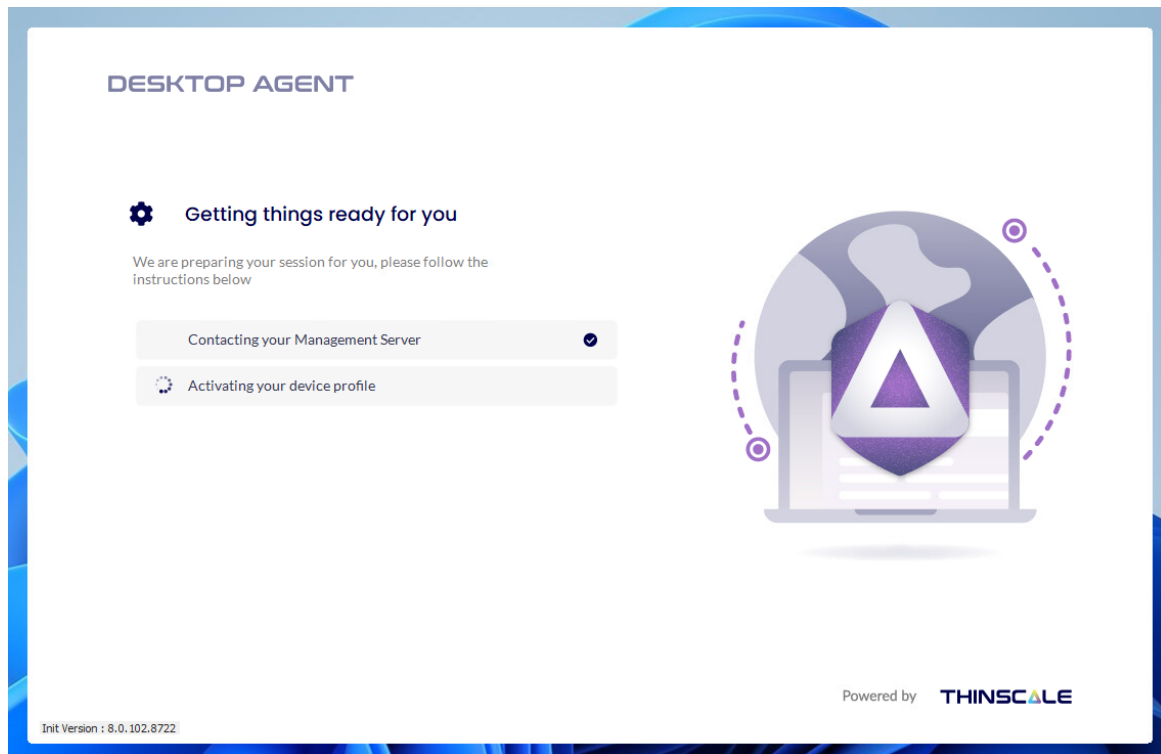 DESKTOP AGENT
Getting things ready for you
We are preparing your session for you, please follow the
instructions below
Contacting your Management Server
Activating your device profile
Powered by THINSCALE
Init Version : 8.0.102.8722